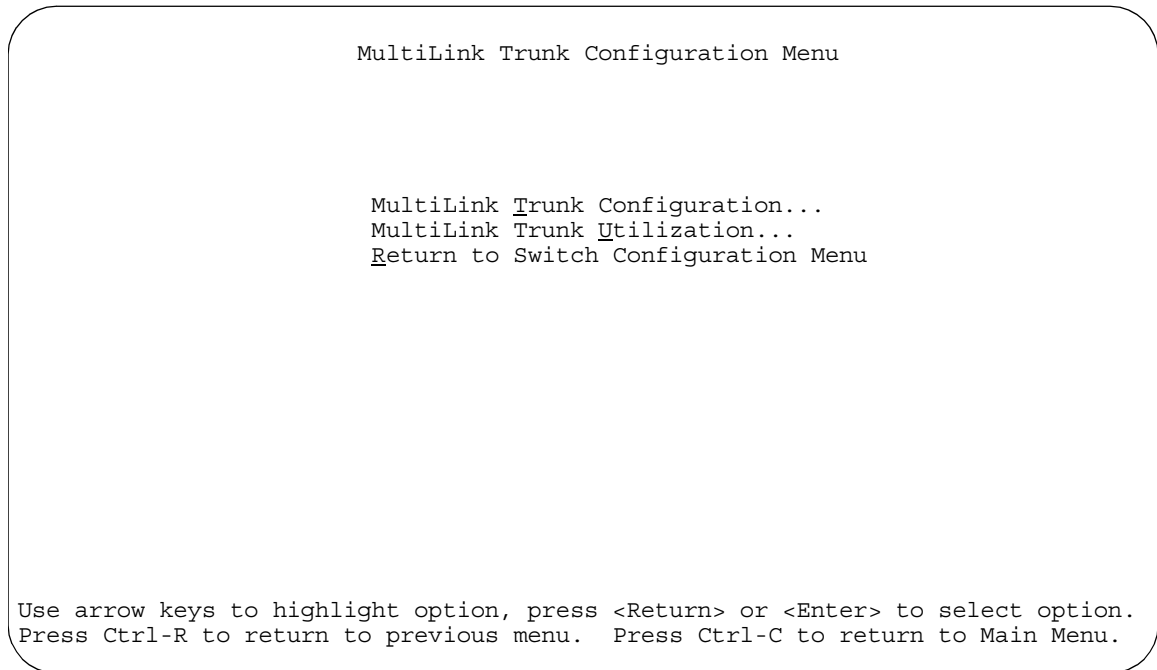 MultiLink Trunk Configuration Menu
MultiLink Trunk Configuration...
MultiLink Trunk Utilization...
Return to Switch Configuration Menu
Use arrow keys to highlight option, press <Return> or <Enter> to select option.
Press Ctrl-R to return to previous menu.  Press Ctrl-C to return to Main Menu.